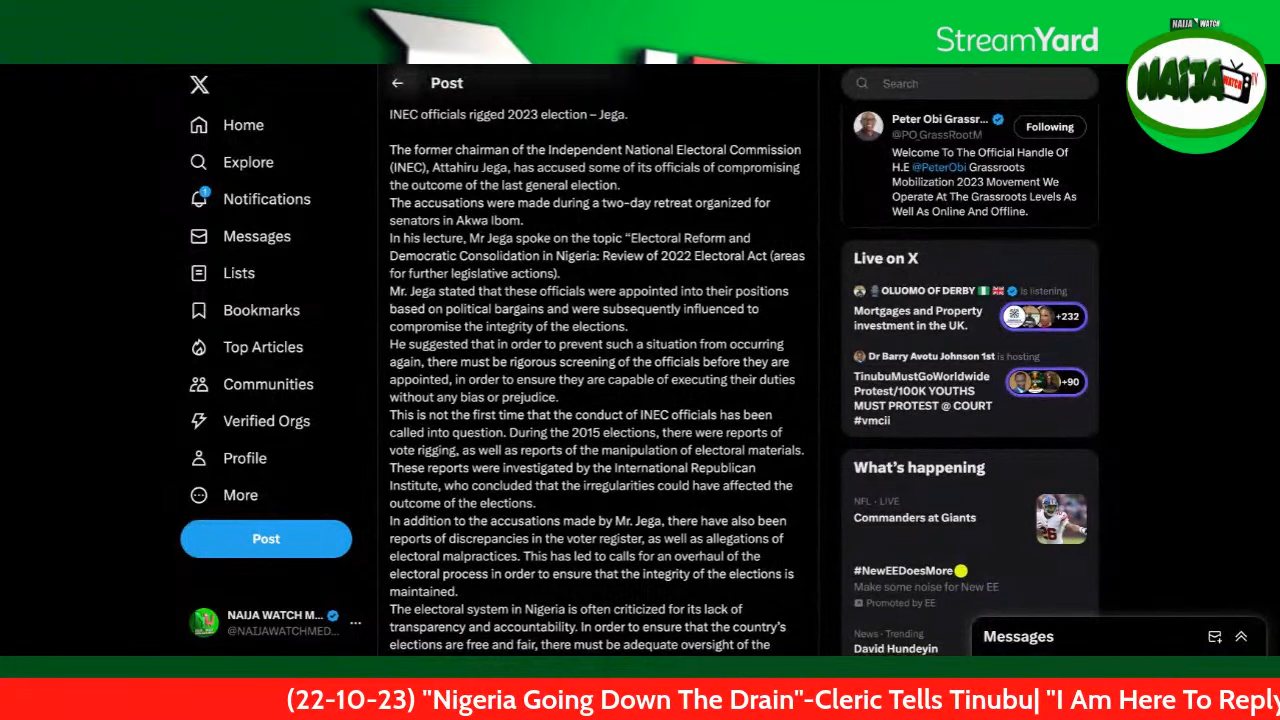 StreamYard
NAIJA WATCH
NAIJA WATCH TV
Post
Search
Home
Explore
Notifications
1
Messages
Lists
Bookmarks
Top Articles
Communities
Verified Orgs
Profile
More
Post
NAIJA WATCH M...
@NAIJAWATCHMED...
INEC officials rigged 2023 election – Jega.
The former chairman of the Independent National Electoral Commission
(INEC), Attahiru Jega, has accused some of its officials of compromising
the outcome of the last general election.
The accusations were made during a two-day retreat organized for
senators in Akwa Ibom.
In his lecture, Mr Jega spoke on the topic “Electoral Reform and
Democratic Consolidation in Nigeria: Review of 2022 Electoral Act (areas
for further legislative actions).
Mr. Jega stated that these officials were appointed into their positions
based on political bargains and were subsequently influenced to
compromise the integrity of the elections.
He suggested that in order to prevent such a situation from occurring
again, there must be rigorous screening of the officials before they are
appointed, in order to ensure they are capable of executing their duties
without any bias or prejudice.
This is not the first time that the conduct of INEC officials has been
called into question. During the 2015 elections, there were reports of
vote rigging, as well as reports of the manipulation of electoral materials.
These reports were investigated by the International Republican
Institute, who concluded that the irregularities could have affected the
outcome of the elections.
In addition to the accusations made by Mr. Jega, there have also been
reports of discrepancies in the voter register, as well as allegations of
electoral malpractices. This has led to calls for an overhaul of the
electoral process in order to ensure that the integrity of the elections is
maintained.
The electoral system in Nigeria is often criticized for its lack of
transparency and accountability. In order to ensure that the country’s
elections are free and fair, there must be adequate oversight of the
Peter Obi Grassr...
@PO_GrassRootM
Following
Welcome To The Official Handle Of
H.E @PeterObi Grassroots
Mobilization 2023 Movement We
Operate At The Grassroots Levels As
Well As Online And Offline.
Live on X
OLUOMO OF DERBY is listening
Mortgages and Property
investment in the UK.
+232
Dr Barry Avotu Johnson 1st is hosting
TinubuMustGoWorldwide
Protest/100K YOUTHS
MUST PROTEST @ COURT
#vmcii
+90
What’s happening
NFL · LIVE
Commanders at Giants
#NewEEDoesMore
Make some noise for New EE
Promoted by EE
News · Trending
David Hundeyin
Messages
(22-10-23) "Nigeria Going Down The Drain"-Cleric Tells Tinubu| "I Am Here To Reply